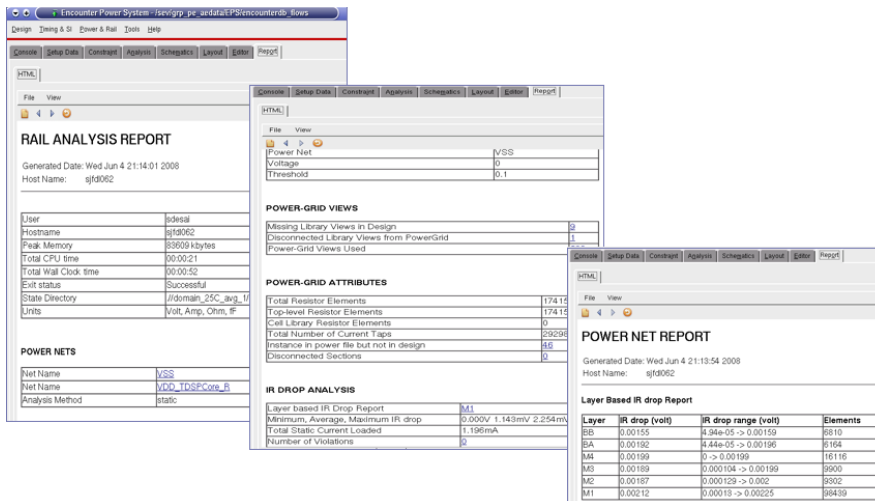 Encounter Power System - /sev/grp_pe_aedata/EPS/encounterdb_flows
Design Timing & SI Power & Rail Tools Help
Console Setup Data Constraint Analysis Schematics Layout Editor Report
HTML
File View
RAIL ANALYSIS REPORT
Generated Date: Wed Jun 4 21:14:01 2008
Host Name: sjfdl062
User sdesai
Hostname sjfdl062
Peak Memory 83609 kbytes
Total CPU time 00:00:21
Total Wall Clock time 00:00:52
Exit status Successful
State Directory .//domain_25C_avg_1/
Units Volt, Amp, Ohm, fF
POWER NETS
Net Name VSS
Net Name VDD_TDSPCore_R
Analysis Method static
Console Setup Data Constraint Analysis Schematics Layout Editor Report
HTML
File View
Power Net VSS
Voltage 0
Threshold 0.1
POWER-GRID VIEWS
Missing Library Views in Design 9
Disconnected Library Views from PowerGrid 1
Power-Grid Views Used
POWER-GRID ATTRIBUTES
Total Resistor Elements 17415
Top-level Resistor Elements 17415
Cell Library Resistor Elements 0
Total Number of Current Taps 29298
Instance in power file but not in design 46
Disconnected Sections 0
IR DROP ANALYSIS
Layer based IR Drop Report M1
Minimum, Average, Maximum IR drop 0.000V 1.143mV 2.254mV
Total Static Current Loaded 1.196mA
Number of Violations 0
Console Setup Data Constraint Analysis Schematics Layout Editor Report
HTML
File View
POWER NET REPORT
Generated Date: Wed Jun 4 21:13:54 2008
Host Name: sjfdl062
Layer Based IR drop Report
Layer IR drop (volt) IR drop range (volt) Elements
BB 0.00155 4.94e-05 -> 0.00159 6810
BA 0.00192 4.44e-05 -> 0.00196 6164
M4 0.00199 0 -> 0.00199 16116
M3 0.00189 0.000104 -> 0.00199 9900
M2 0.00187 0.000129 -> 0.002 9302
M1 0.00212 0.00013 -> 0.00225 98439